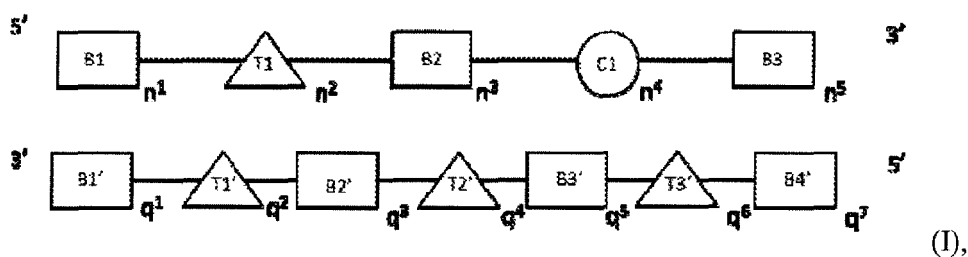 5' B1 n¹ T1 n² B2 n³ C1 n⁴ B3 n⁵ 3'
3' B1' q¹ T1' q² B2' q³ T2' q⁴ B3' q⁵ T3' q⁶ B4' q⁷ 5'
(I),